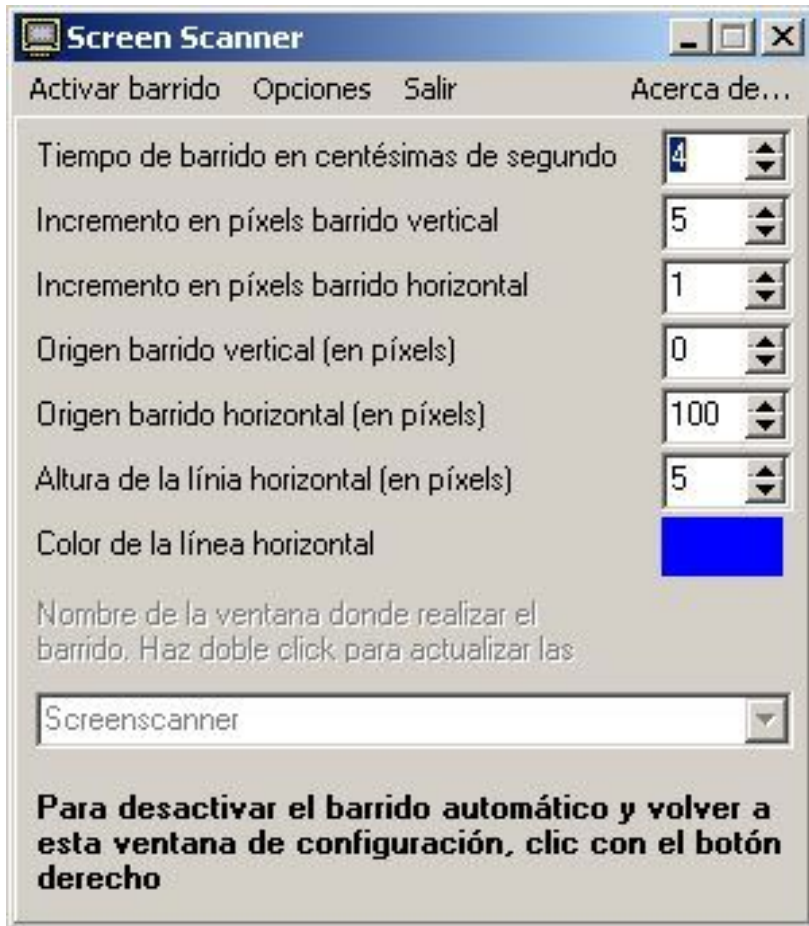 Screen Scanner
Activar barrido Opciones Salir Acerca de...
Tiempo de barrido en centésimas de segundo 4
Incremento en píxels barrido vertical 5
Incremento en píxels barrido horizontal 1
Origen barrido vertical (en píxels) 0
Origen barrido horizontal (en píxels) 100
Altura de la línia horizontal (en píxels) 5
Color de la línea horizontal
Nombre de la ventana donde realizar el
barrido. Haz doble click para actualizar las
Screenscanner
Para desactivar el barrido automático y volver a
esta ventana de configuración, clic con el botón
derecho